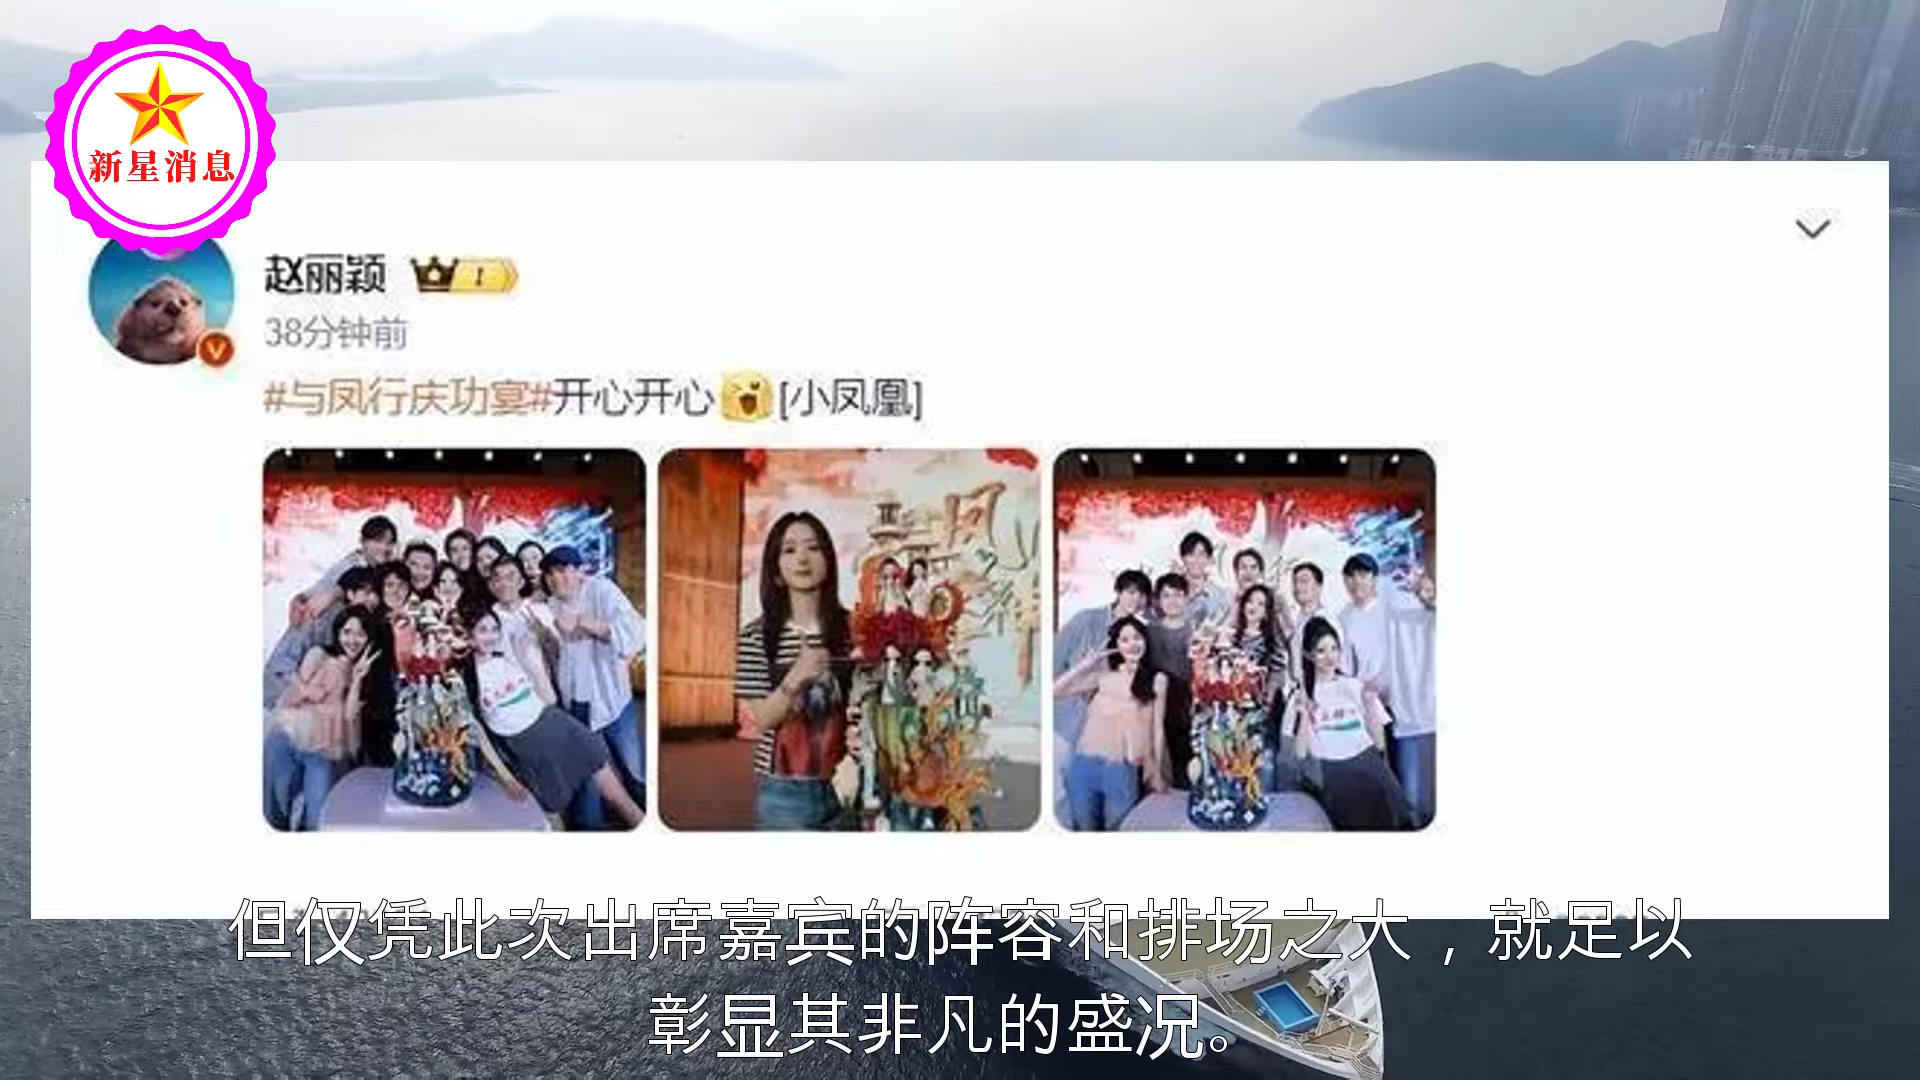 新星消息
赵丽颖
38分钟前
#与凤行庆功宴#开心开心[小凤凰]
但仅凭此次出席嘉宾的阵容和排场之大，就足以
彰显其非凡的盛况。